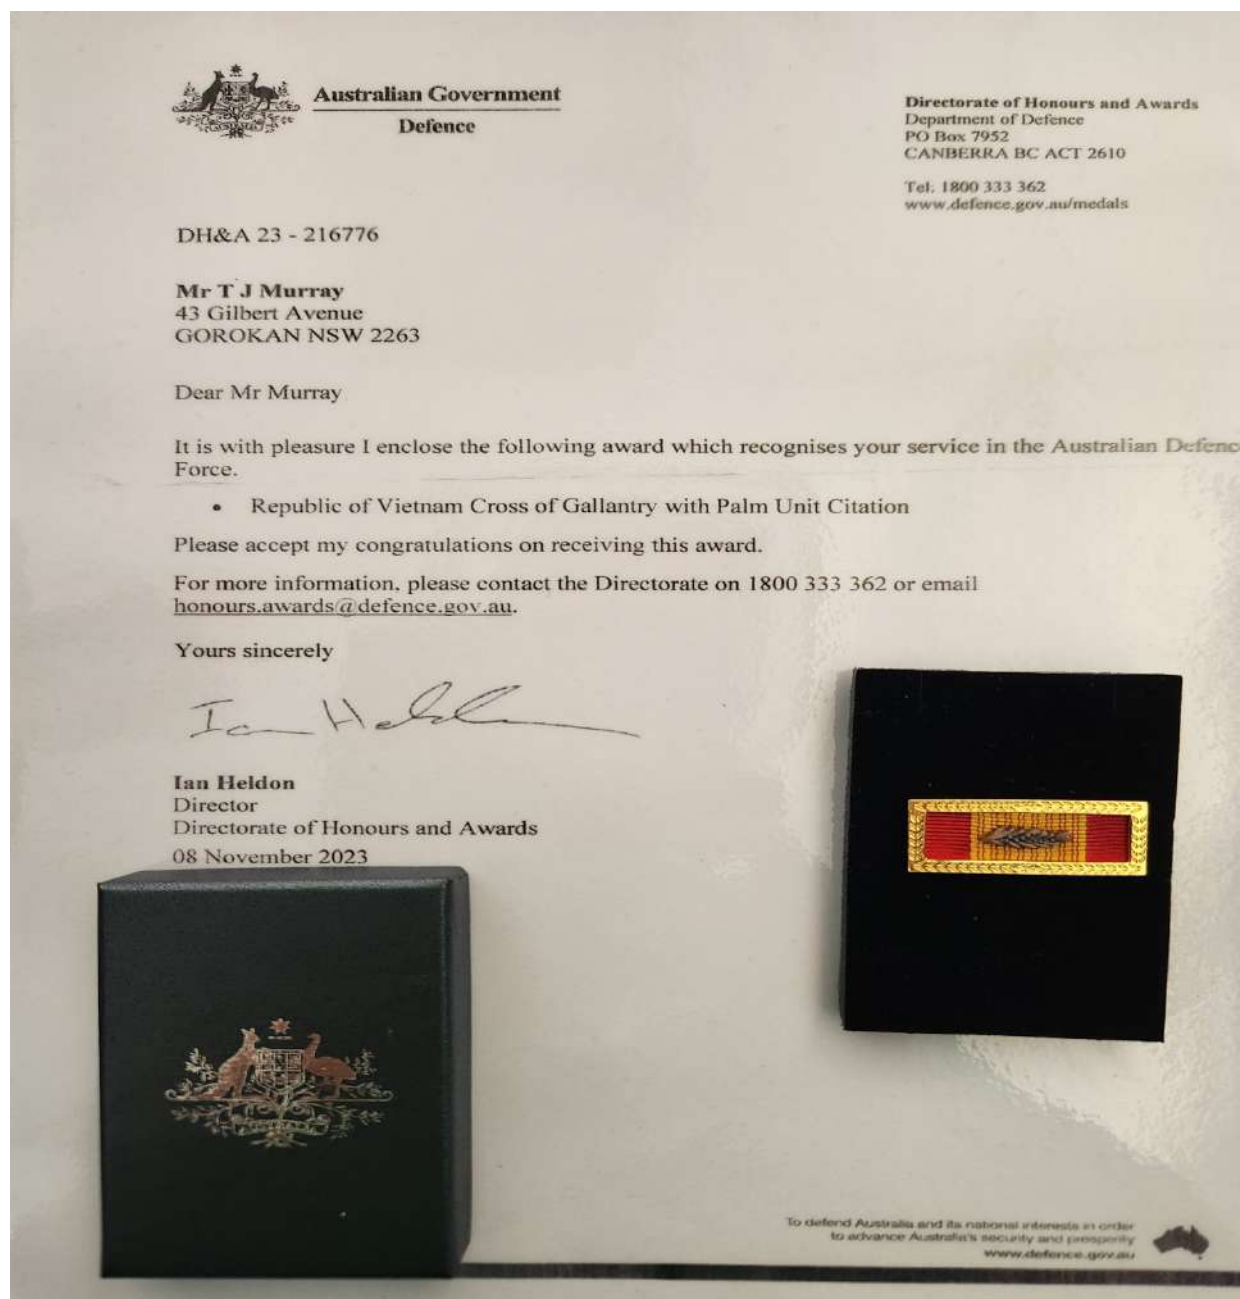 Australian Government
Defence
Directorate of Honours and Awards
Department of Defence
PO Box 7952
CANBERRA BC ACT 2610
Tel: 1800 333 362
www.defence.gov.au/medals
DH&A 23 - 216776
Mr T J Murray
43 Gilbert Avenue
GOROKAN NSW 2263
Dear Mr Murray
It is with pleasure I enclose the following award which recognises your service in the Australian Defenc
Force.
• Republic of Vietnam Cross of Gallantry with Palm Unit Citation
Please accept my congratulations on receiving this award.
For more information, please contact the Directorate on 1800 333 362 or email
honours.awards@defence.gov.au.
Yours sincerely
Ian Heldon
Ian Heldon
Director
Directorate of Honours and Awards
08 November 2023
To defend Australia and its national interests in order
to advance Australia's security and prosperity
www.defence.gov.au